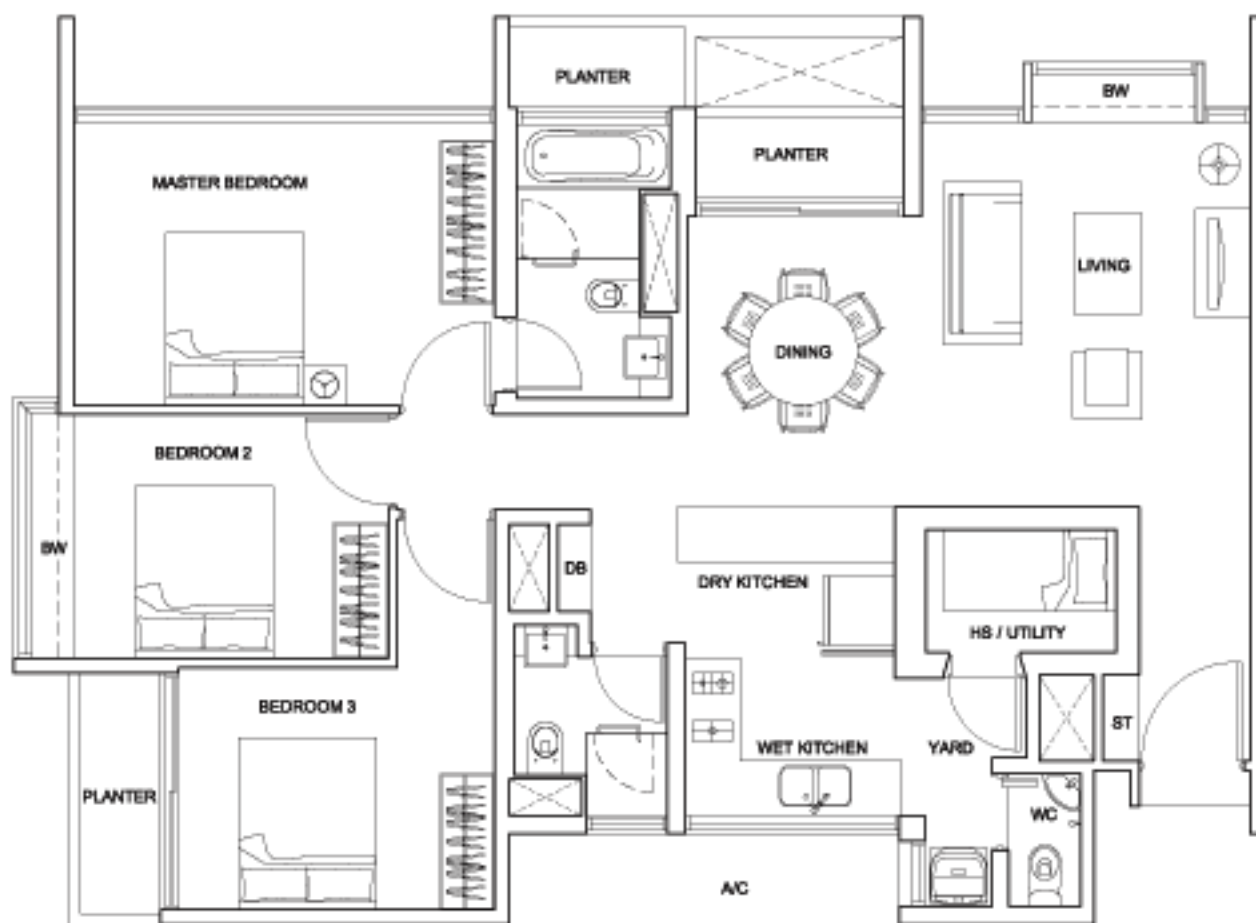 PLANTER
BW
PLANTER
MASTER BEDROOM
LIVING
DINING
BEDROOM 2
BW
DB
DRY KITCHEN
HS / UTILITY
BEDROOM 3
ST
WET KITCHEN
YARD
PLANTER
WC
A/C